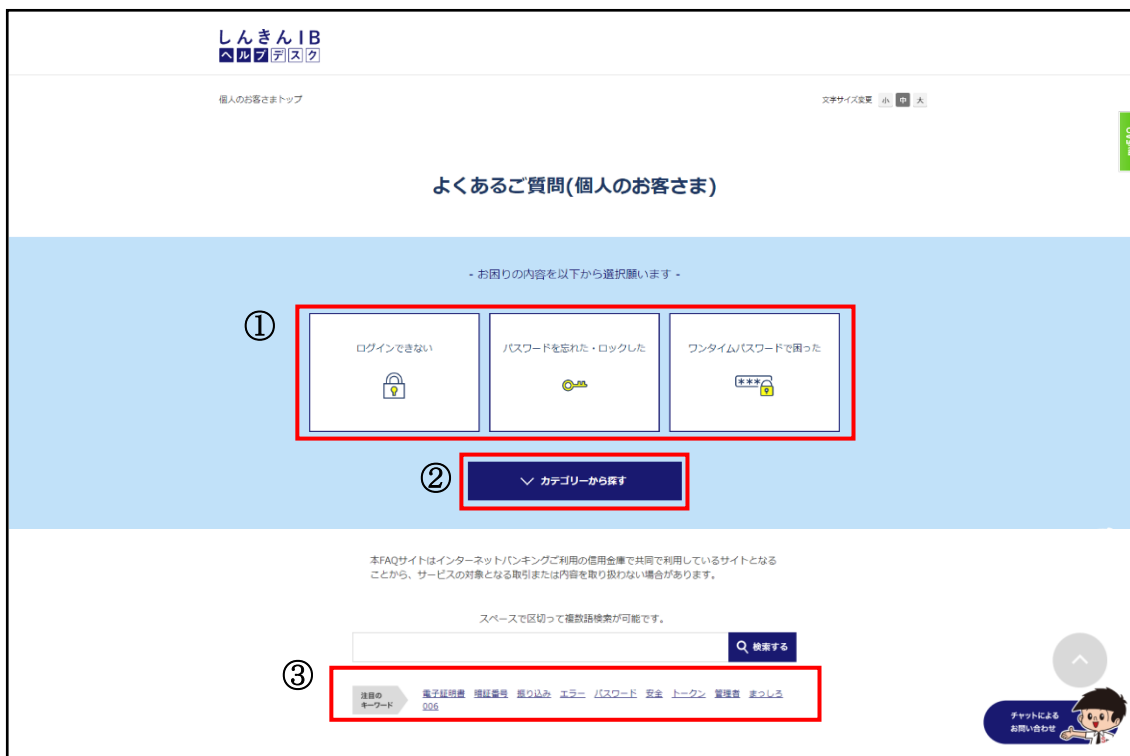 しんきんIB
ヘルプデスク
個人のお客さまトップ
文字サイズ変更 小 中 大
よくあるご質問(個人のお客さま)
- お困りの内容を以下から選択願います -
①
ログインできない
パスワードを忘れた・ロックした
ワンタイムパスワードで困った
②
カテゴリーから探す
本FAQサイトはインターネットバンキングご利用の信用金庫で共同で利用しているサイトとなる
ことから、サービスの対象となる取引または内容を取り扱わない場合があります。
スペースで区切って複数語検索が可能です。
検索する
③
注目の
キーワード
電子証明書 暗証番号 振り込み エラー パスワード 安全 トークン 管理者 まっしろ
006
チャットによる
お問い合わせ